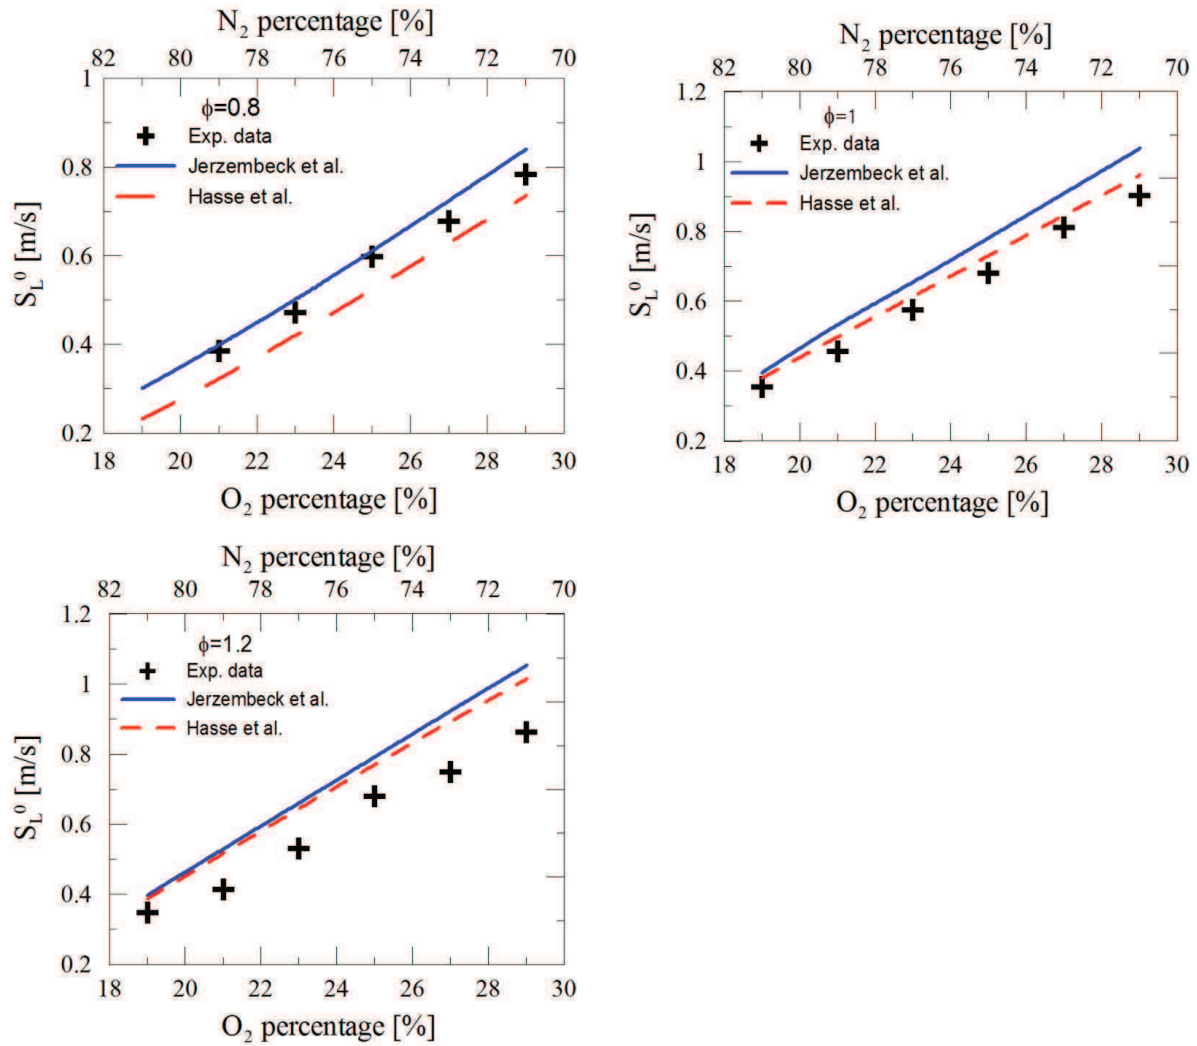 N₂ percentage [%]
82 80 78 76 74 72 70
1
0.8
0.6
0.4
0.2
S_L⁰ [m/s]
ϕ=0.8
Exp. data
Jerzembeck et al.
Hasse et al.
18 20 22 24 26 28 30
O₂ percentage [%]
N₂ percentage [%]
82 80 78 76 74 72 70
1.2
1
0.8
0.6
0.4
0.2
S_L⁰ [m/s]
ϕ=1
Exp. data
Jerzembeck et al.
Hasse et al.
18 20 22 24 26 28 30
O₂ percentage [%]
N₂ percentage [%]
82 80 78 76 74 72 70
1.2
1
0.8
0.6
0.4
0.2
S_L⁰ [m/s]
ϕ=1.2
Exp. data
Jerzembeck et al.
Hasse et al.
18 20 22 24 26 28 30
O₂ percentage [%]